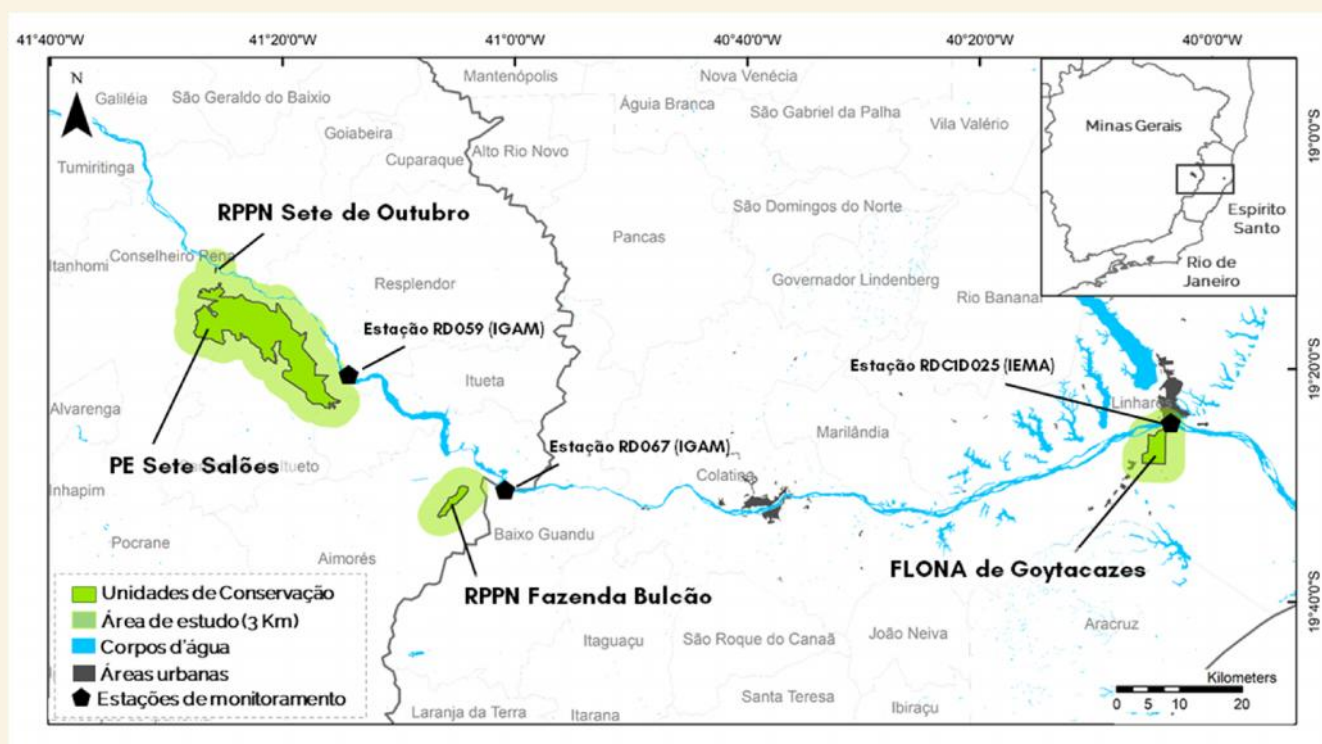 41°40'0"W
41°20'0"W
41°0'0"W
40°40'0"W
40°20'0"W
40°0'0"W
N
Mantenópolis
Nova Venécia
Galiléia
São Geraldo do Baixio
Águia Branca
São Gabriel da Palha
Vila Valério
Goiabeira
Minas Gerais
19°0'0"S
Tumiritinga
Cuparaque
Alto Rio Novo
RPPN Sete de Outubro
São Domingos do Norte
Espírito
Santo
Pancas
Conselheiro Rena
Itanhomi
Rio de
Janeiro
Resplendor
Governador Lindenberg
Rio Bananal
Estação RD059 (IGAM)
Estação RDC1D025 (IEMA)
19°20'0"S
Itueta
Linhares
Alvarenga
Marilândia
Estação RD067 (IGAM)
PE Sete Salões
Itueto
Colatina
Inhapim
Baixo Guandu
Pocrane
Aimorés
FLONA de Goytacazes
RPPN Fazenda Bulcão
19°40'0"S
Unidades de Conservação
Área de estudo (3 Km)
Corpos d'água
Áreas urbanas
Estações de monitoramento
Itaguaçu
São Roque do Canaã
João Neiva
Aracruz
Kilometers
0 5 10 20
Santa Teresa
Ibiraçu
Laranja da Terra
Itarana